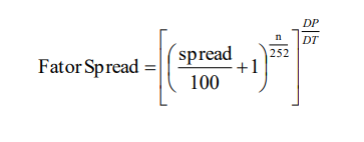 Fator Spread = [ ( spread/100 + 1 )^(n/252) ]^(DP/DT)